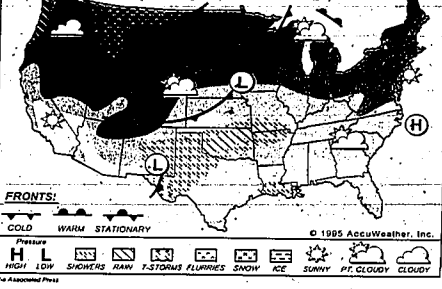 L
L
H
FRONTS:
COLD WARM STATIONARY
© 1995 AccuWeather, Inc.
Pressure
H L
HIGH LOW SHOWERS RAIN T-STORMS FLURRIES SNOW ICE SUNNY PT. CLOUDY CLOUDY
Associated Press